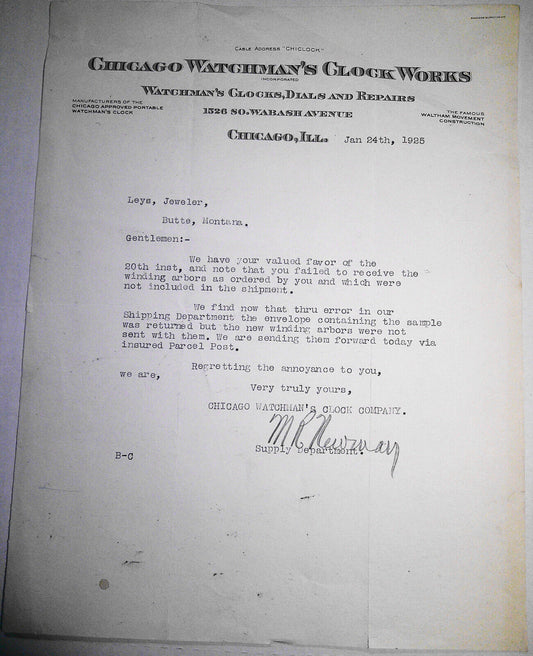 CABLE ADDRESS "CHICLOCK"
CHICAGO WATCHMAN'S CLOCK WORKS
INCORPORATED
WATCHMAN'S CLOCKS, DIALS AND REPAIRS
MANUFACTURERS OF THE
CHICAGO APPROVED PORTABLE
WATCHMAN'S CLOCK
1526 SO. WABASH AVENUE
THE FAMOUS
WALTHAM MOVEMENT
CONSTRUCTION
CHICAGO, ILL. Jan 24th, 1925
Leys, Jeweler,
Butte, Montana.
Gentlemen:-
We have your valued favor of the
20th inst, and note that you failed to receive the
winding arbors as ordered by you and which were
not included in the shipment.
We find now that thru error in our
Shipping Department the envelope containing the sample
was returned but the new winding arbors were not
sent with them. We are sending them forward today via
insured Parcel Post.
Regretting the annoyance to you,
we are,
Very truly yours,
CHICAGO WATCHMAN'S CLOCK COMPANY.
M R Newman
Supply Department.
B-C